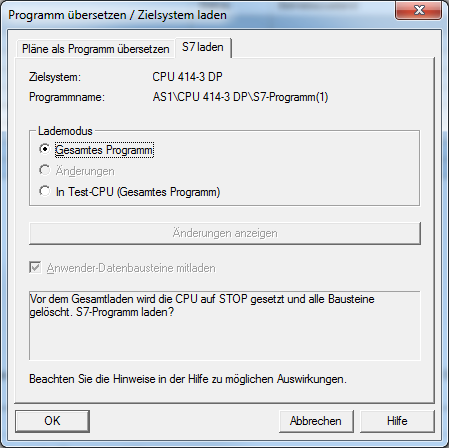 Programm übersetzen / Zielsystem laden
Pläne als Programm übersetzen
S7 laden
Zielsystem: CPU 414-3 DP
Programmname: AS1\CPU 414-3 DP\S7-Programm(1)
Lademodus
Gesamtes Programm
Änderungen
In Test-CPU (Gesamtes Programm)
Änderungen anzeigen
Anwender-Datenbausteine mitladen
Vor dem Gesamtladen wird die CPU auf STOP gesetzt und alle Bausteine
gelöscht. S7-Programm laden?
Beachten Sie die Hinweise in der Hilfe zu möglichen Auswirkungen.
OK
Abbrechen
Hilfe